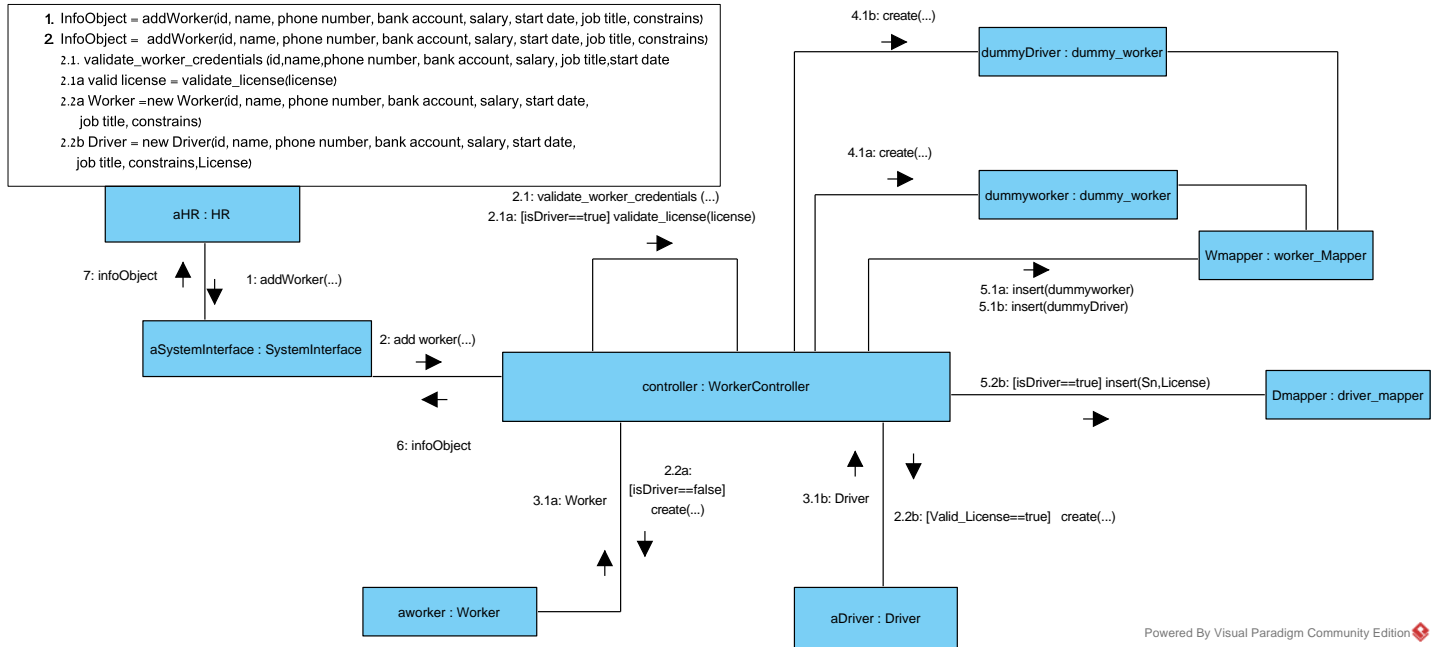 1. InfoObject = addWorker(id, name, phone number, bank account, salary, start date, job title, constrains)
2. InfoObject = addWorker(id, name, phone number, bank account, salary, start date, job title, constrains)
2.1. validate_worker_credentials (id,name,phone number, bank account, salary, job title,start date
2.1a valid license = validate_license(license)
2.2a Worker =new Worker(id, name, phone number, bank account, salary, start date,
job title, constrains)
2.2b Driver = new Driver(id, name, phone number, bank account, salary, start date,
job title, constrains,License)
4.1b: create(...)
dummyDriver : dummy_worker
4.1a: create(...)
dummyworker : dummy_worker
aHR : HR
2.1: validate_worker_credentials (...)
2.1a: [isDriver==true] validate_license(license)
Wmapper : worker_Mapper
7: infoObject
1: addWorker(...)
5.1a: insert(dummyworker)
5.1b: insert(dummyDriver)
aSystemInterface : SystemInterface
2: add worker(...)
controller : WorkerController
5.2b: [isDriver==true] insert(Sn,License)
Dmapper : driver_mapper
6: infoObject
3.1a: Worker
2.2a:
[isDriver==false]
create(...)
3.1b: Driver
2.2b: [Valid_License==true] create(...)
aworker : Worker
aDriver : Driver
Powered By Visual Paradigm Community Edition